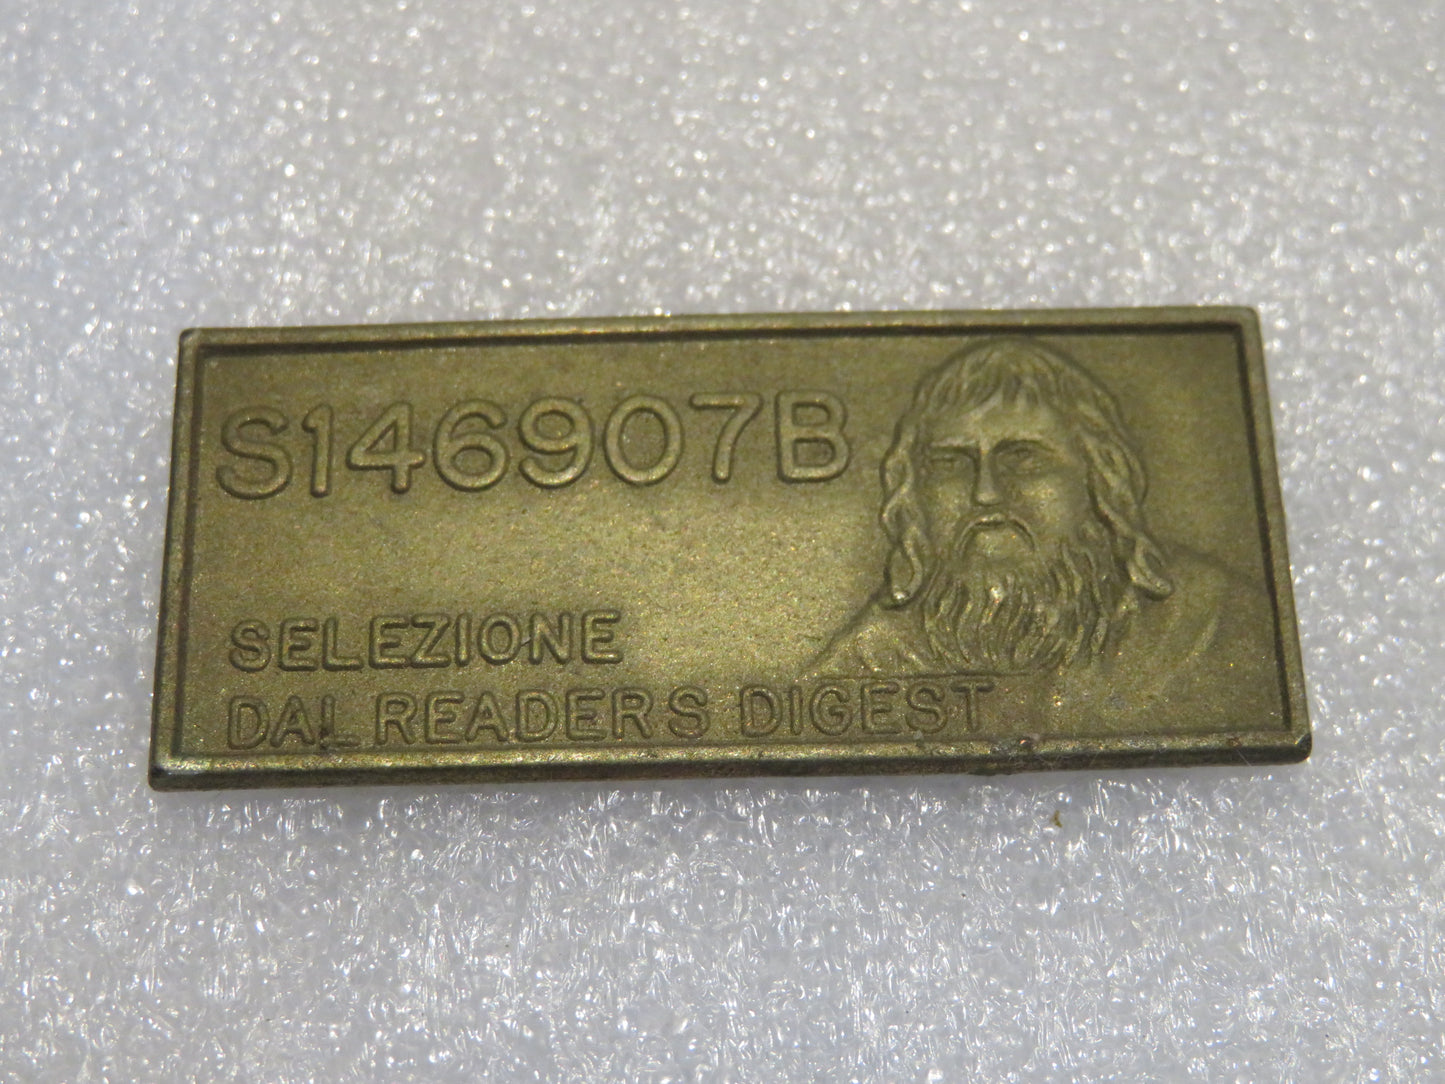 S146907B
SELEZIONE
DAL READERS DIGEST